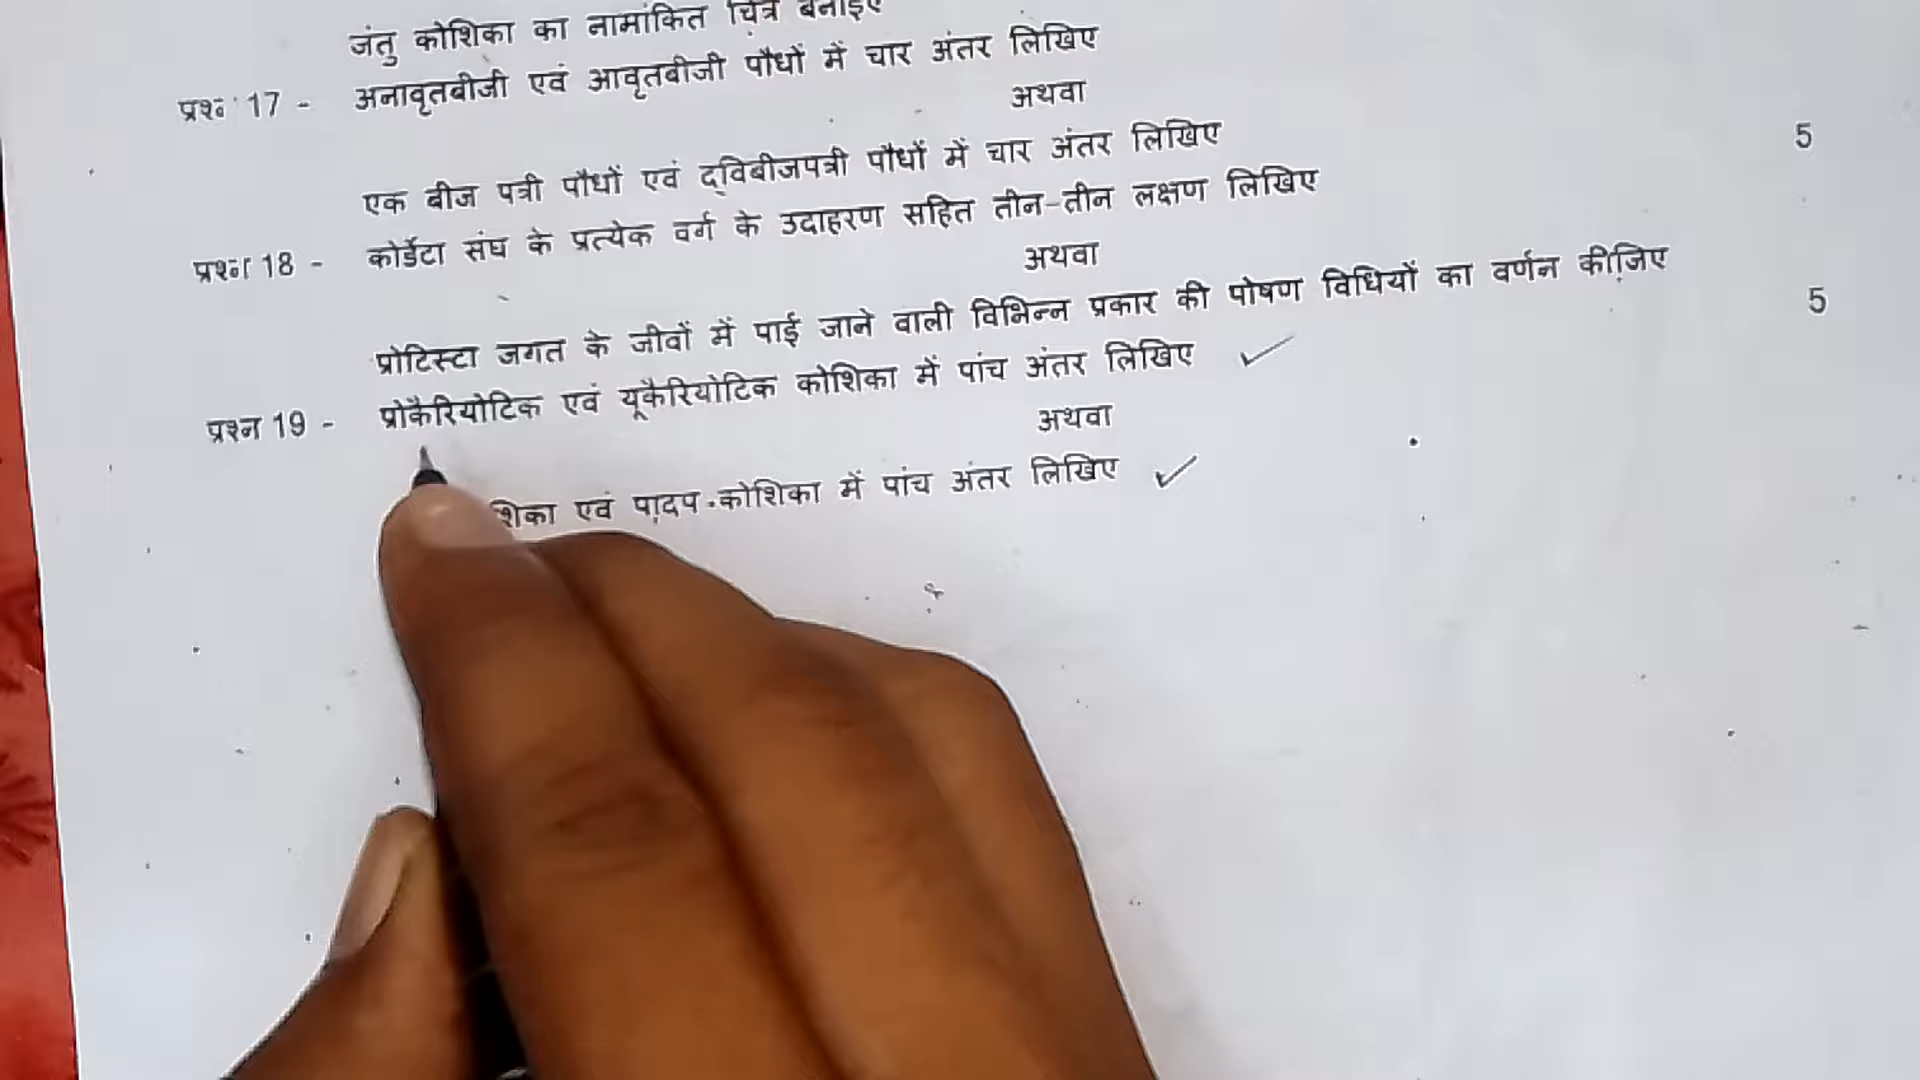 जंतु कोशिका का नामांकित चित्र बनाइए
प्रश्न 17 - अनावृतबीजी एवं आवृतबीजी पौधों में चार अंतर लिखिए
अथवा
एक बीज पत्री पौधों एवं द्विबीजपत्री पौधों में चार अंतर लिखिए 5
प्रश्न 18 - कोर्डेटा संघ के प्रत्येक वर्ग के उदाहरण सहित तीन-तीन लक्षण लिखिए
अथवा
प्रोटिस्टा जगत के जीवों में पाई जाने वाली विभिन्न प्रकार की पोषण विधियों का वर्णन कीजिए 5
प्रश्न 19 - प्रोकैरियोटिक एवं यूकैरियोटिक कोशिका में पांच अंतर लिखिए
अथवा
एवं पादप कोशिका में पांच अंतर लिखिए